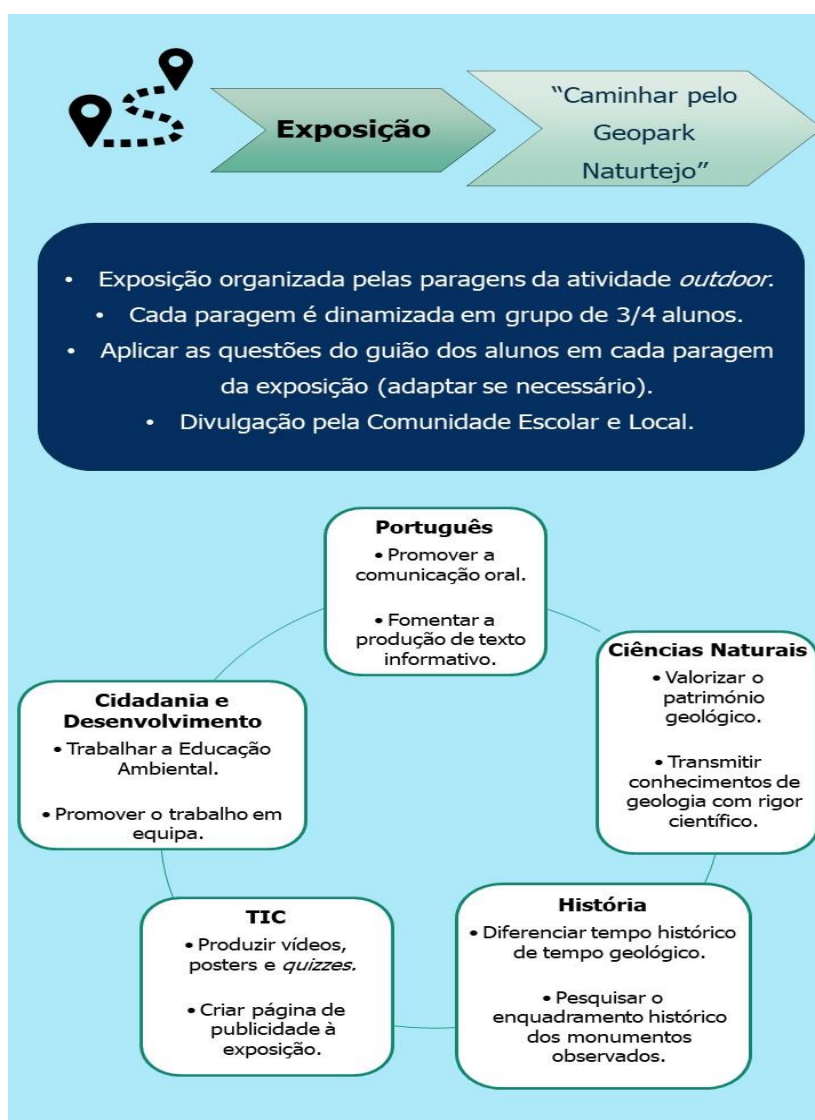 Exposição
“Caminhar pelo
Geopark
Naturtejo”
• Exposição organizada pelas paragens da atividade outdoor.
• Cada paragem é dinamizada em grupo de 3/4 alunos.
• Aplicar as questões do guião dos alunos em cada paragem
da exposição (adaptar se necessário).
• Divulgação pela Comunidade Escolar e Local.
Português
• Promover a
comunicação oral.
• Fomentar a
produção de texto
informativo.
Ciências Naturais
• Valorizar o
património
geológico.
• Transmitir
conhecimentos de
geologia com rigor
científico.
História
• Diferenciar tempo histórico
de tempo geológico.
• Pesquisar o
enquadramento histórico
dos monumentos
observados.
TIC
• Produzir vídeos,
posters e quizzes.
• Criar página de
publicidade à
exposição.
Cidadania e
Desenvolvimento
• Trabalhar a Educação
Ambiental.
• Promover o trabalho em
equipa.